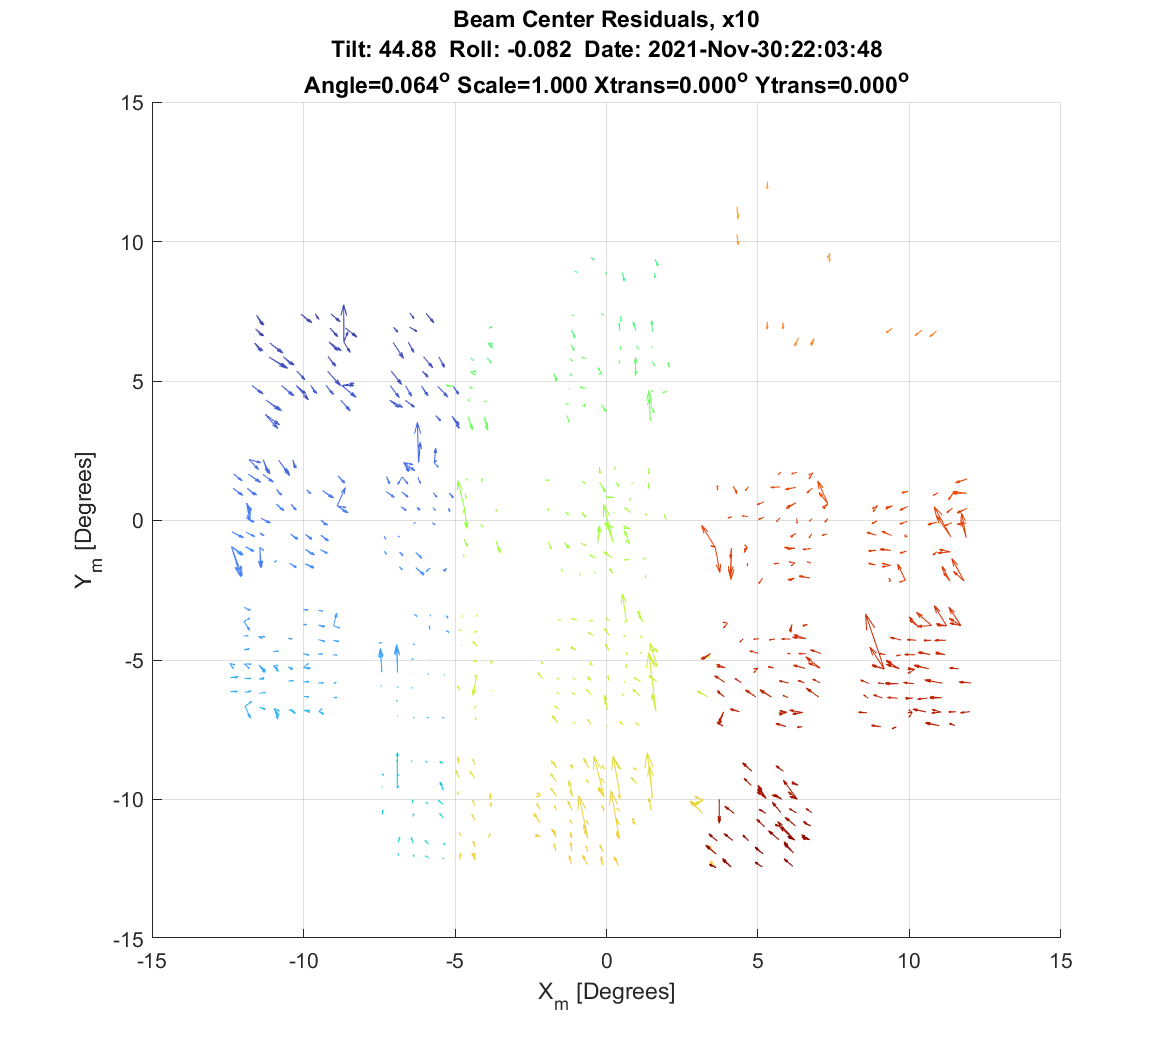 Beam Center Residuals, x10
Tilt: 44.88 Roll: -0.082 Date: 2021-Nov-30:22:03:48
Angle=0.064° Scale=1.000 Xtrans=0.000° Ytrans=0.000°
15
10
5
0
-5
-10
-15
Y_m [Degrees]
-15 -10 -5 0 5 10 15
X_m [Degrees]